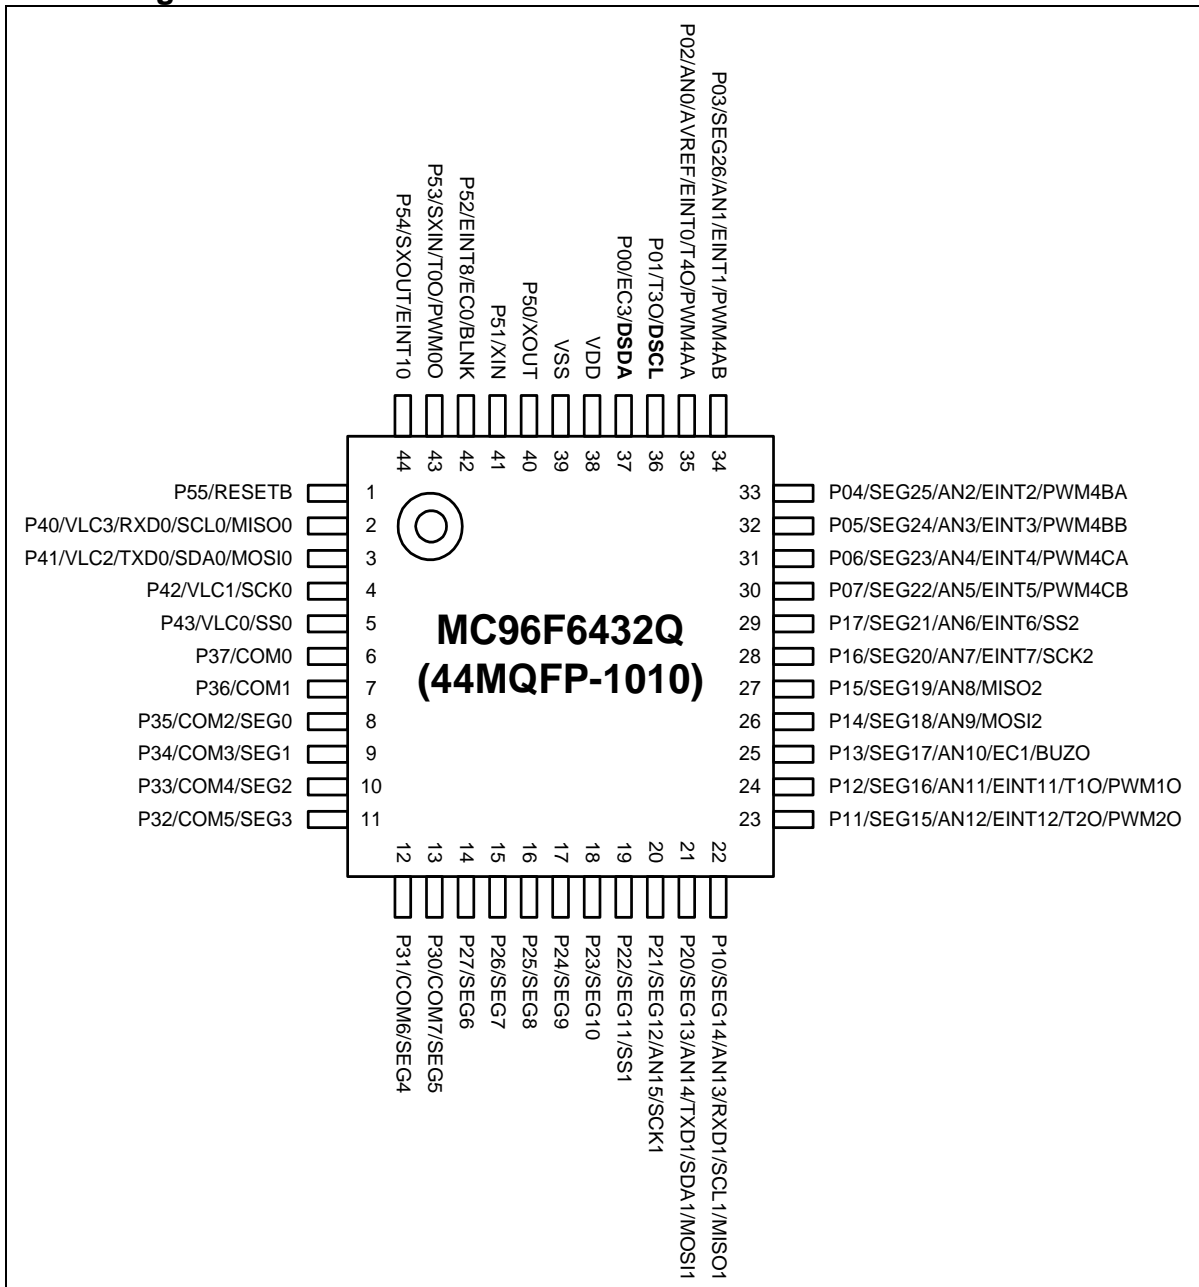 P54/SXOUT/EINT10
P53/SXIN/T0O/PWM0O
P52/EINT8/EC0/BLNK
P51/XIN
P50/XOUT
VSS
VDD
P00/EC3/DSDA
P01/T3O/DSCL
P02/AN0/AVREF/EINT0/T4O/PWM4AA
P03/SEG26/AN1/EINT1/PWM4AB
44
43
42
41
40
39
38
37
36
35
34
P55/RESETB
1
P40/VLC3/RXD0/SCL0/MISO0
2
P41/VLC2/TXD0/SDA0/MOSI0
3
P42/VLC1/SCK0
4
P43/VLC0/SS0
5
P37/COM0
6
P36/COM1
7
P35/COM2/SEG0
8
P34/COM3/SEG1
9
P33/COM4/SEG2
10
P32/COM5/SEG3
11
MC96F6432Q
(44MQFP-1010)
33
P04/SEG25/AN2/EINT2/PWM4BA
32
P05/SEG24/AN3/EINT3/PWM4BB
31
P06/SEG23/AN4/EINT4/PWM4CA
30
P07/SEG22/AN5/EINT5/PWM4CB
29
P17/SEG21/AN6/EINT6/SS2
28
P16/SEG20/AN7/EINT7/SCK2
27
P15/SEG19/AN8/MISO2
26
P14/SEG18/AN9/MOSI2
25
P13/SEG17/AN10/EC1/BUZO
24
P12/SEG16/AN11/EINT11/T1O/PWM1O
23
P11/SEG15/AN12/EINT12/T2O/PWM2O
12
13
14
15
16
17
18
19
20
21
22
P31/COM6/SEG4
P30/COM7/SEG5
P27/SEG6
P26/SEG7
P25/SEG8
P24/SEG9
P23/SEG10
P22/SEG11/SS1
P21/SEG12/AN15/SCK1
P20/SEG13/AN14/TXD1/SDA1/MOSI1
P10/SEG14/AN13/RXD1/SCL1/MISO1